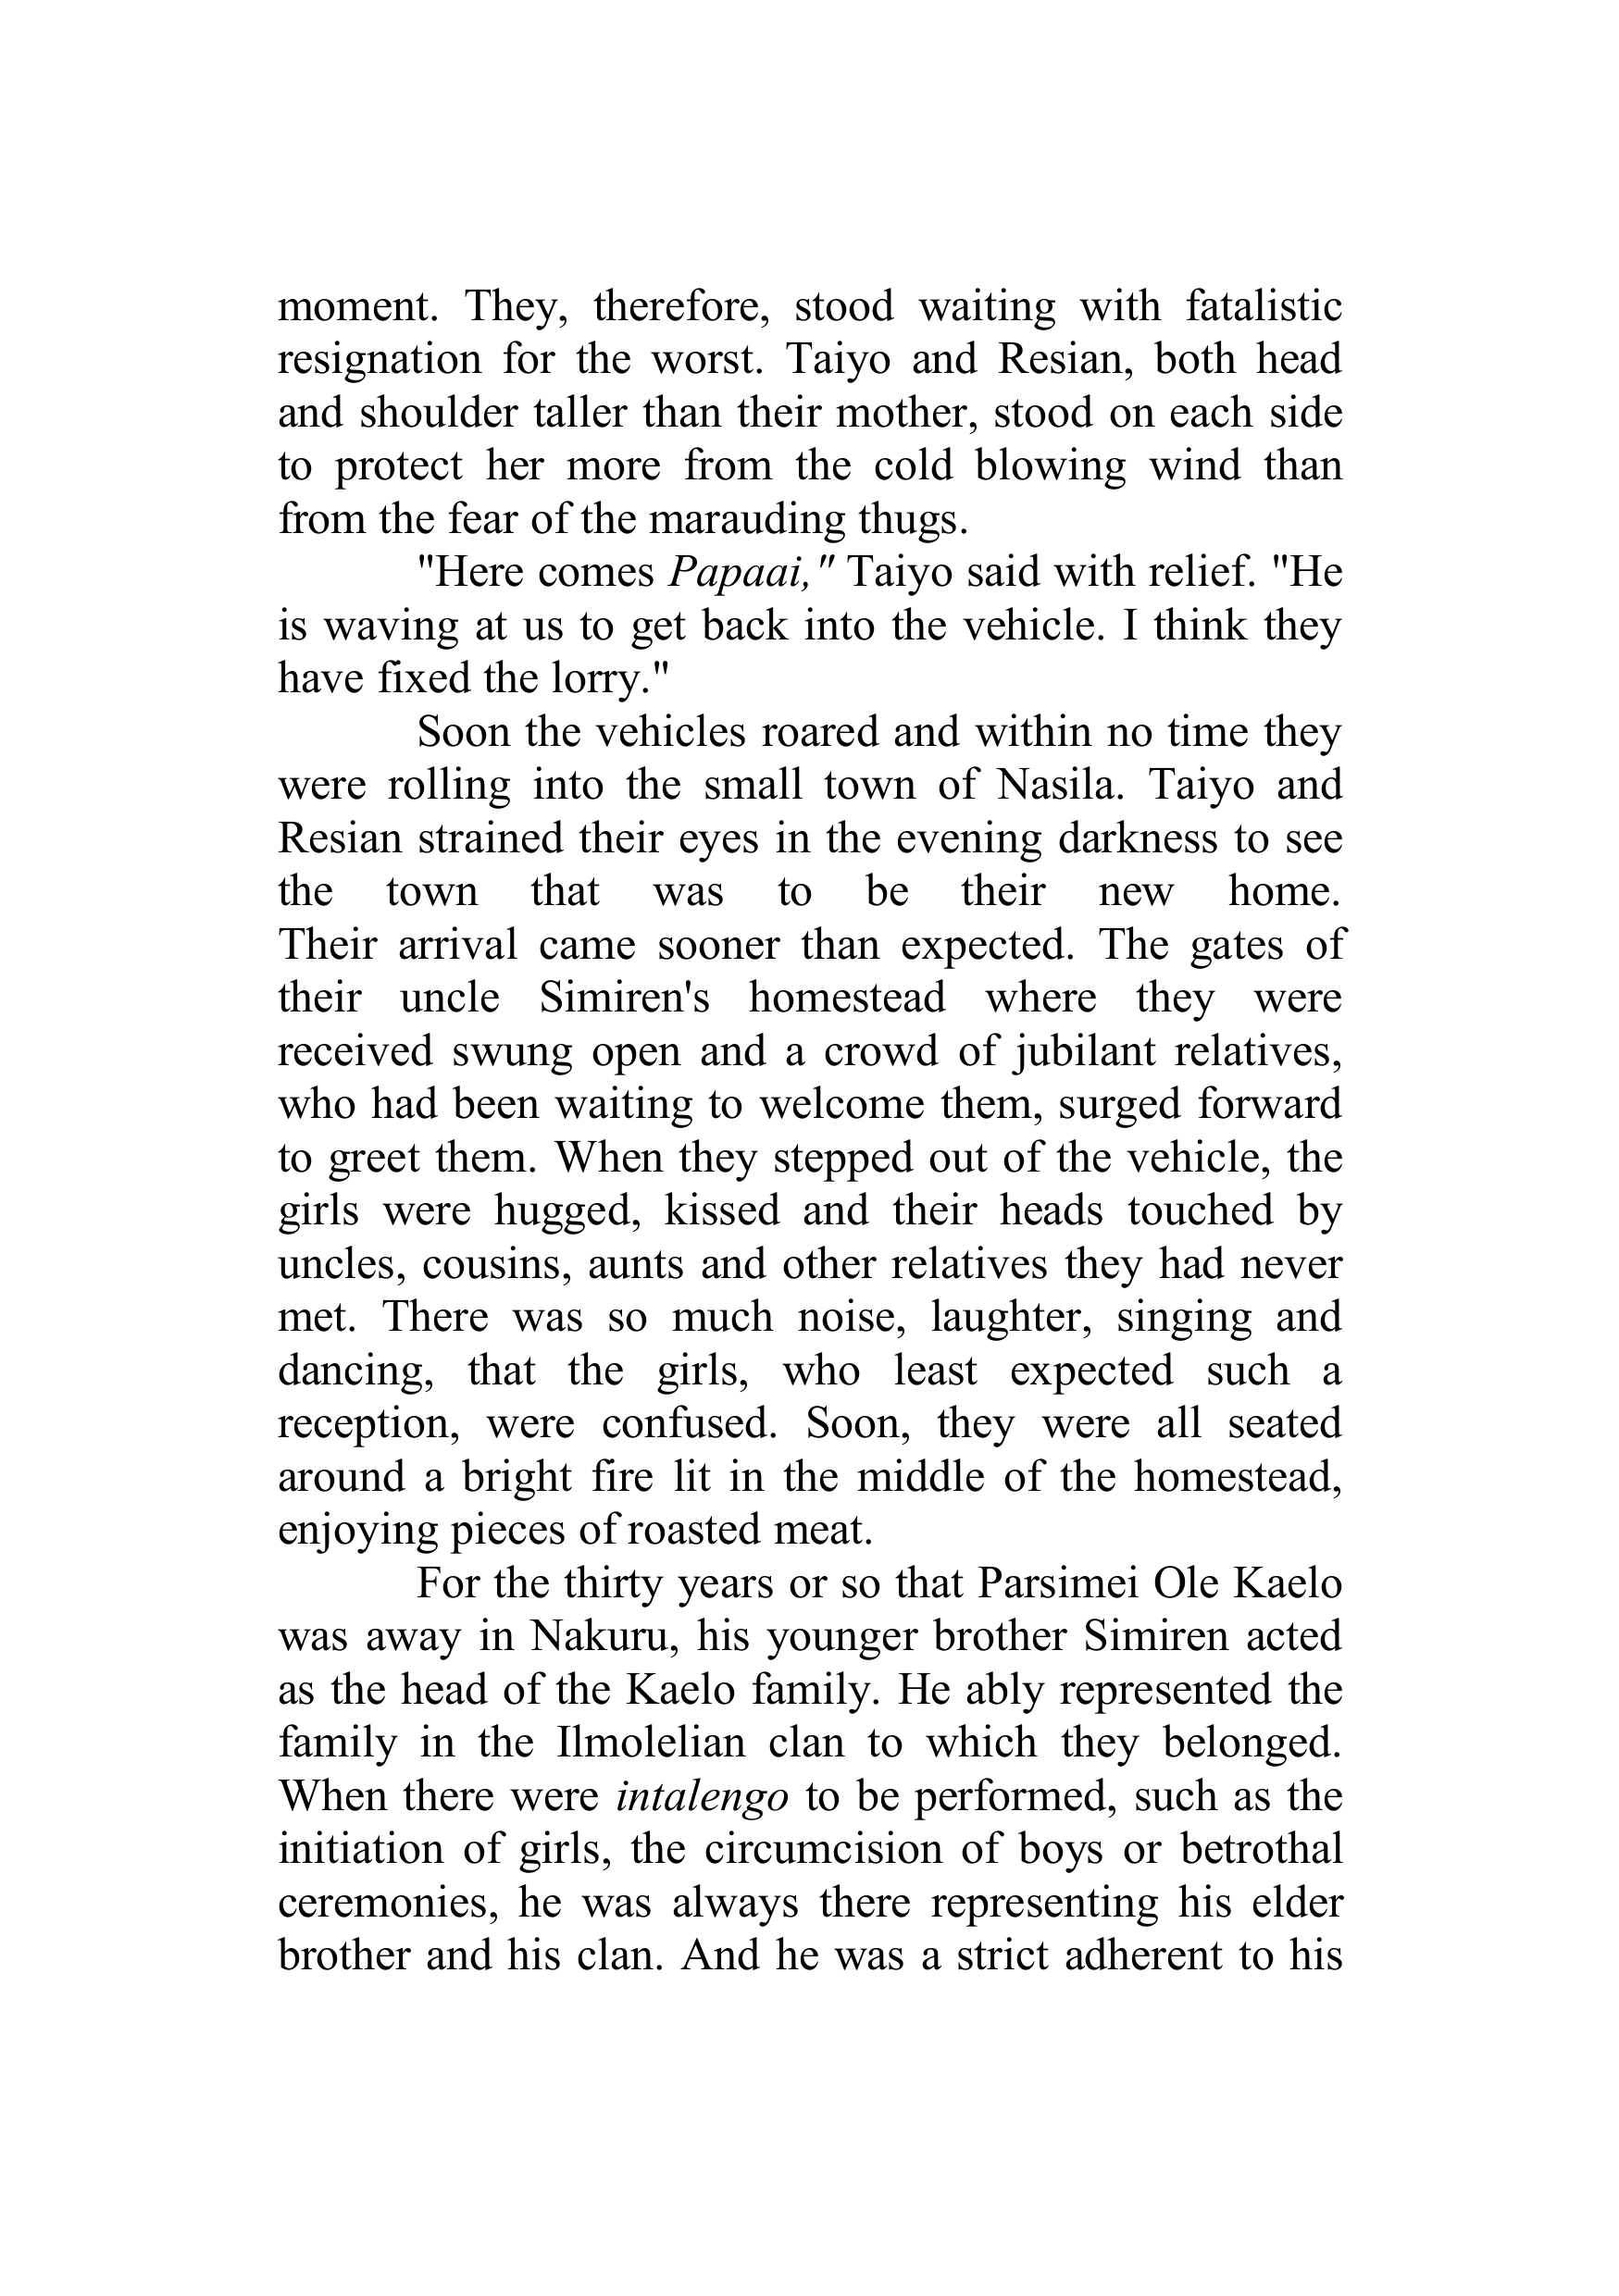 moment. They, therefore, stood waiting with fatalistic
resignation for the worst. Taiyo and Resian, both head
and shoulder taller than their mother, stood on each side
to protect her more from the cold blowing wind than
from the fear of the marauding thugs.
"Here comes Papaai," Taiyo said with relief. "He
is waving at us to get back into the vehicle. I think they
have fixed the lorry."
Soon the vehicles roared and within no time they
were rolling into the small town of Nasila. Taiyo and
Resian strained their eyes in the evening darkness to see
the town that was to be their new home.
Their arrival came sooner than expected. The gates of
their uncle Simiren's homestead where they were
received swung open and a crowd of jubilant relatives,
who had been waiting to welcome them, surged forward
to greet them. When they stepped out of the vehicle, the
girls were hugged, kissed and their heads touched by
uncles, cousins, aunts and other relatives they had never
met. There was so much noise, laughter, singing and
dancing, that the girls, who least expected such a
reception, were confused. Soon, they were all seated
around a bright fire lit in the middle of the homestead,
enjoying pieces of roasted meat.
For the thirty years or so that Parsimei Ole Kaelo
was away in Nakuru, his younger brother Simiren acted
as the head of the Kaelo family. He ably represented the
family in the Ilmolelian clan to which they belonged.
When there were intalengo to be performed, such as the
initiation of girls, the circumcision of boys or betrothal
ceremonies, he was always there representing his elder
brother and his clan. And he was a strict adherent to his